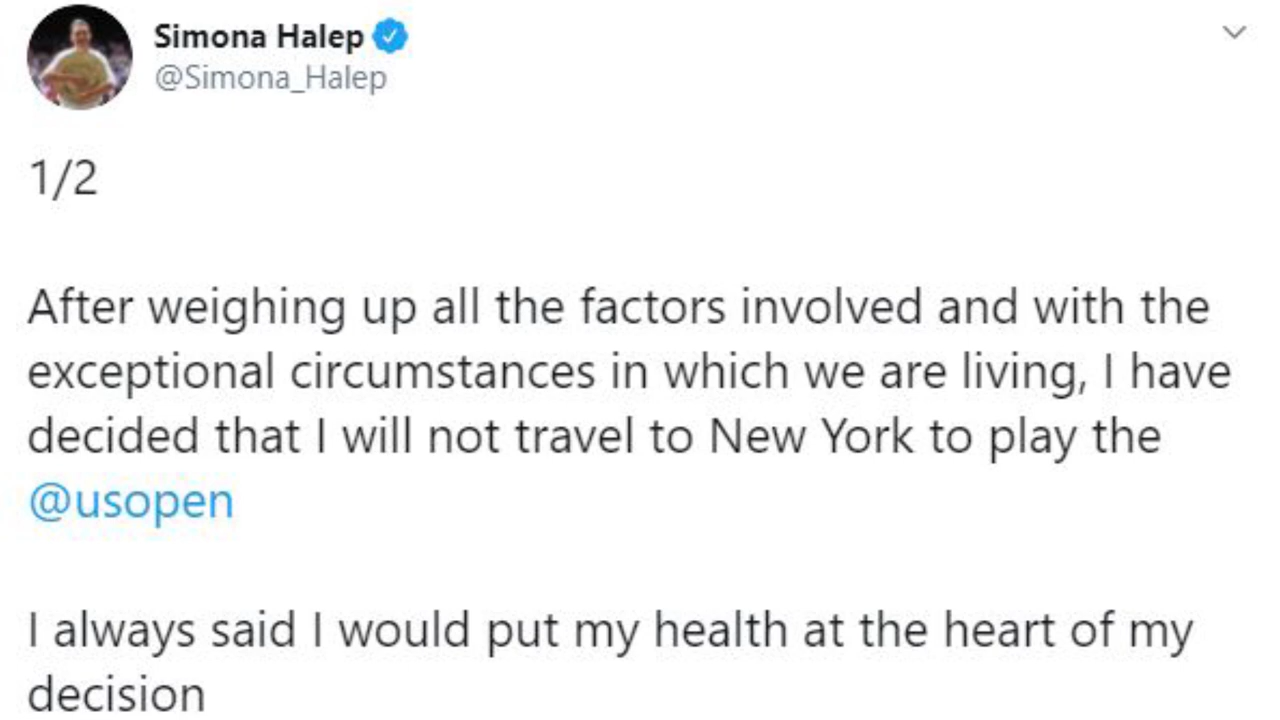 Simona Halep
@Simona_Halep
1/2
After weighing up all the factors involved and with the
exceptional circumstances in which we are living, I have
decided that I will not travel to New York to play the
@usopen
I always said I would put my health at the heart of my
decision